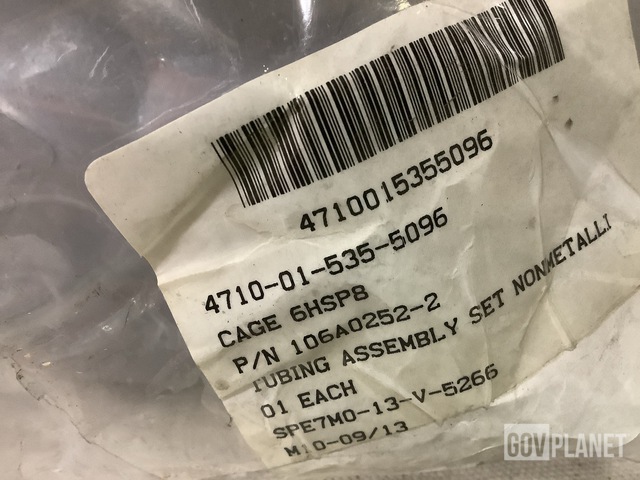 4710015355096
4710-01-535-5096
CAGE 6HSP8
P/N 106A0252-2
TUBING ASSEMBLY SET NONMETALLI
01 EACH
SPE7M0-13-V-5266
M10-09/13
GOVPLANET